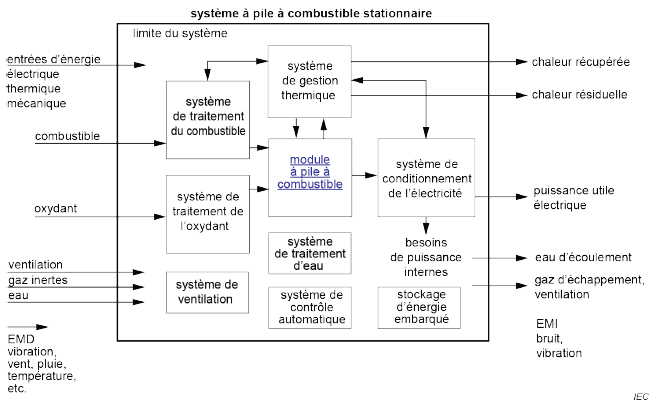 système à pile à combustible stationnaire
limite du système
entrées d'énergie
électrique
thermique
mécanique
combustible
oxydant
ventilation
gaz inertes
eau
EMD
vibration,
vent, pluie,
température,
etc.
système
de traitement
du combustible
système de
traitement de
l'oxydant
système de
ventilation
système
de gestion
thermique
module
à pile à
combustible
système
de traitement
d'eau
système de
contrôle
automatique
système de
conditionnement
de l'électricité
besoins
de puissance
internes
stockage
d'énergie
embarqué
chaleur récupérée
chaleur résiduelle
puissance utile
électrique
eau d'écoulement
gaz d'échappement,
ventilation
EMI
bruit,
vibration
IEC